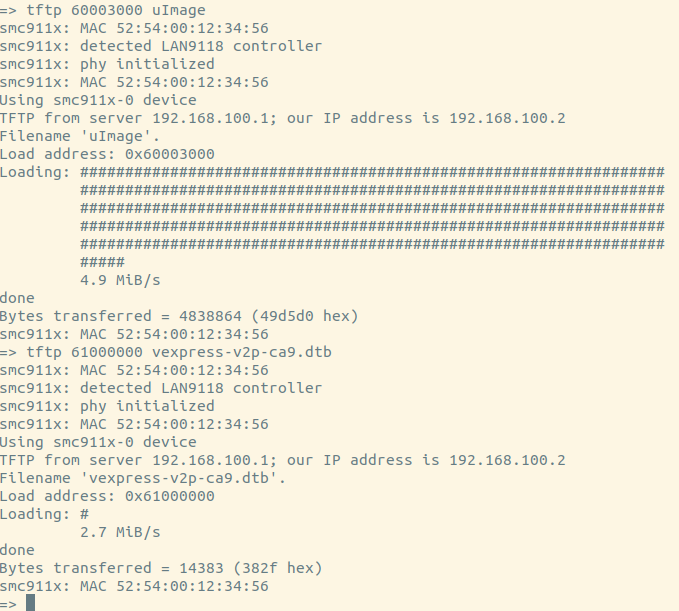 => tftp 60003000 uImage
smc911x: MAC 52:54:00:12:34:56
smc911x: detected LAN9118 controller
smc911x: phy initialized
smc911x: MAC 52:54:00:12:34:56
Using smc911x-0 device
TFTP from server 192.168.100.1; our IP address is 192.168.100.2
Filename 'uImage'.
Load address: 0x60003000
Loading: #################################################################
#################################################################
#################################################################
#################################################################
#################################################################
#####
4.9 MiB/s
done
Bytes transferred = 4838864 (49d5d0 hex)
smc911x: MAC 52:54:00:12:34:56
=> tftp 61000000 vexpress-v2p-ca9.dtb
smc911x: MAC 52:54:00:12:34:56
smc911x: detected LAN9118 controller
smc911x: phy initialized
smc911x: MAC 52:54:00:12:34:56
Using smc911x-0 device
TFTP from server 192.168.100.1; our IP address is 192.168.100.2
Filename 'vexpress-v2p-ca9.dtb'.
Load address: 0x61000000
Loading: #
2.7 MiB/s
done
Bytes transferred = 14383 (382f hex)
smc911x: MAC 52:54:00:12:34:56
=>